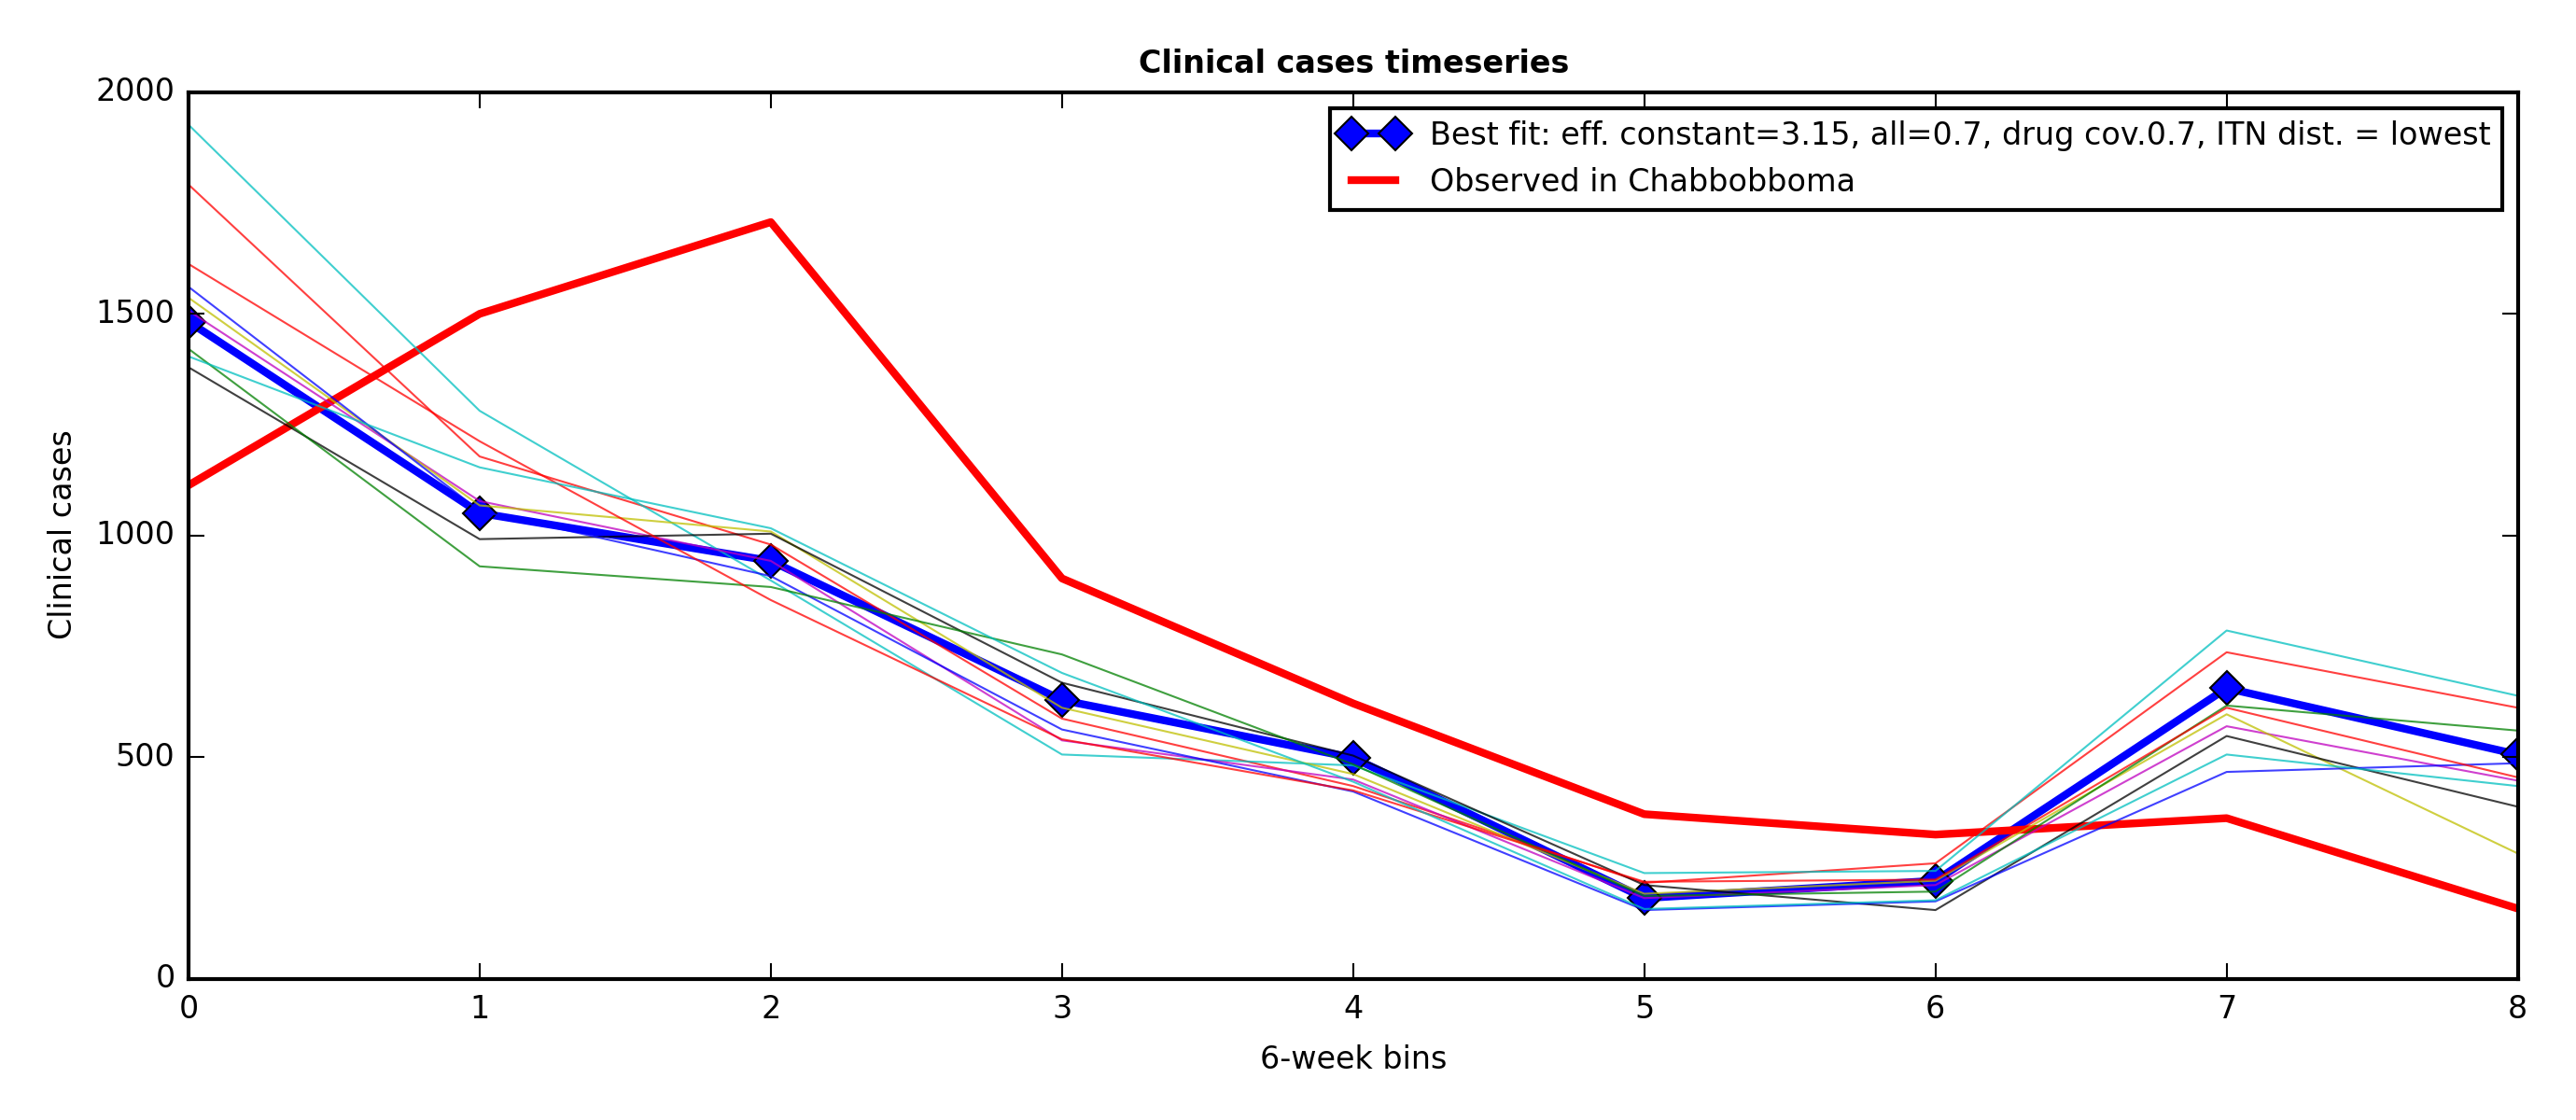 Clinical cases timeseries
2000
1500
1000
500
0
Clinical cases
Best fit: eff. constant=3.15, all=0.7, drug cov.0.7, ITN dist. = lowest
Observed in Chabbobboma
0 1 2 3 4 5 6 7 8
6-week bins